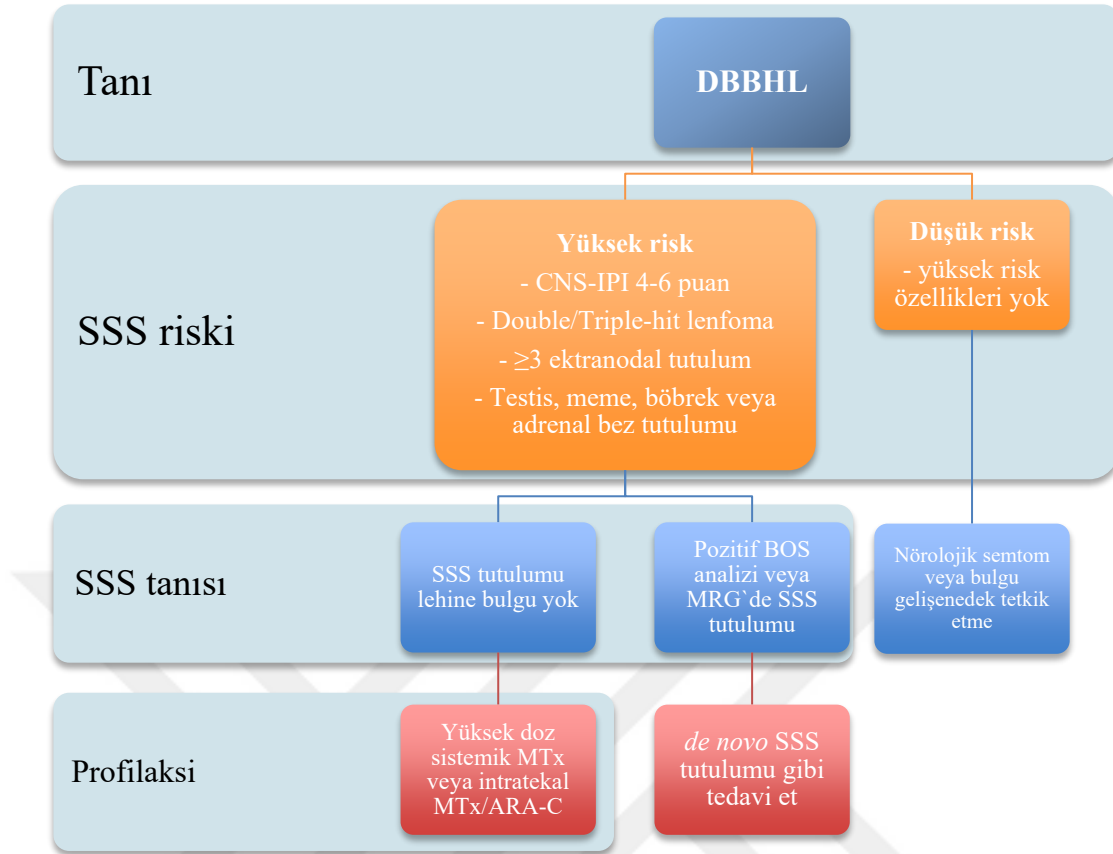 Tanı
DBBHL
SSS riski
Yüksek risk
- CNS-IPI 4-6 puan
- Double/Triple-hit lenfoma
- ≥3 ektranodal tutulum
- Testis, meme, böbrek veya
adrenal bez tutulumu
Düşük risk
- yüksek risk
özellikleri yok
SSS tanısı
SSS tutulumu
lehine bulgu yok
Pozitif BOS
analizi veya
MRG`de SSS
tutulumu
Nörolojik semtom
veya bulgu
gelişenedek tetkik
etme
Profilaksi
Yüksek doz
sistemik MTx
veya intratekal
MTx/ARA-C
de novo SSS
tutulumu gibi
tedavi et